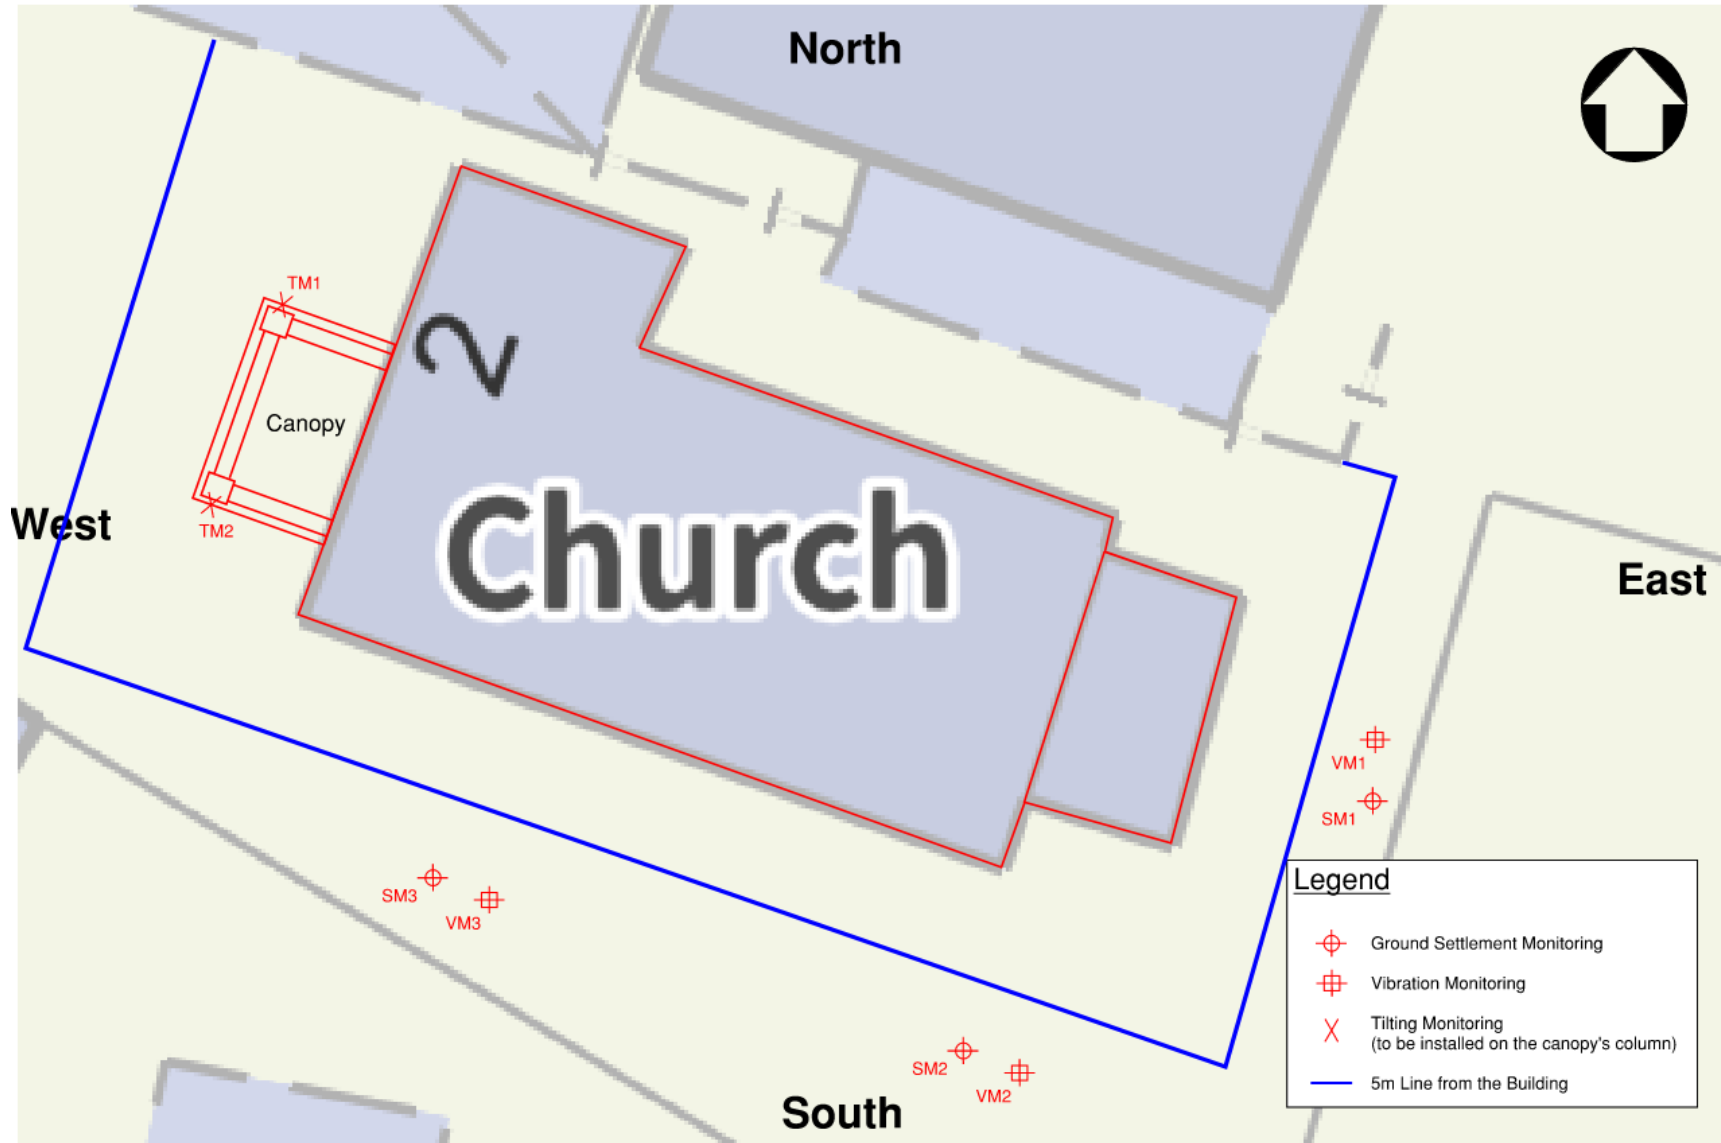 North
TM1
2
Canopy
West
TM2
Church
East
VM1
SM1
SM3
VM3
SM2
VM2
South
Legend
Ground Settlement Monitoring
Vibration Monitoring
Tilting Monitoring
(to be installed on the canopy's column)
5m Line from the Building